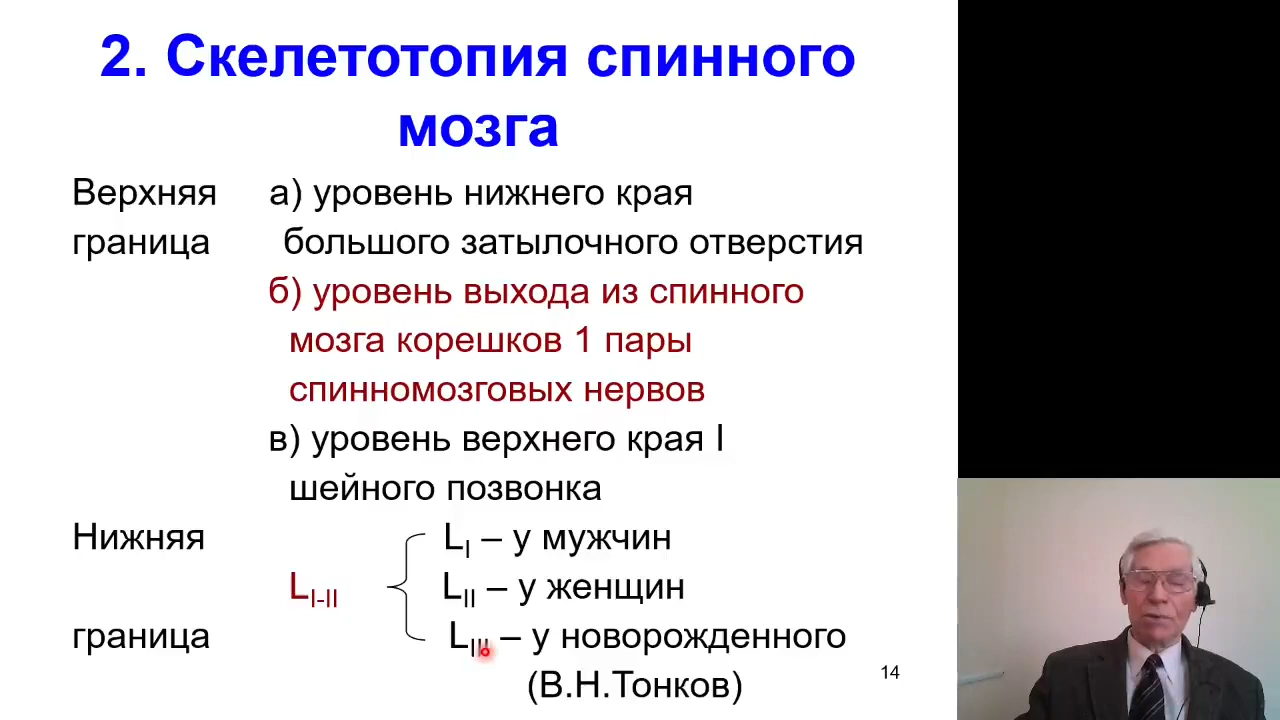 2. Скелетотопия спинного
мозга
Верхняя а) уровень нижнего края
граница большого затылочного отверстия
б) уровень выхода из спинного
мозга корешков 1 пары
спинномозговых нервов
в) уровень верхнего края I
шейного позвонка
Нижняя LI – у мужчин
LI-II LII – у женщин
граница LIII – у новорожденного
(В.Н.Тонков)
14